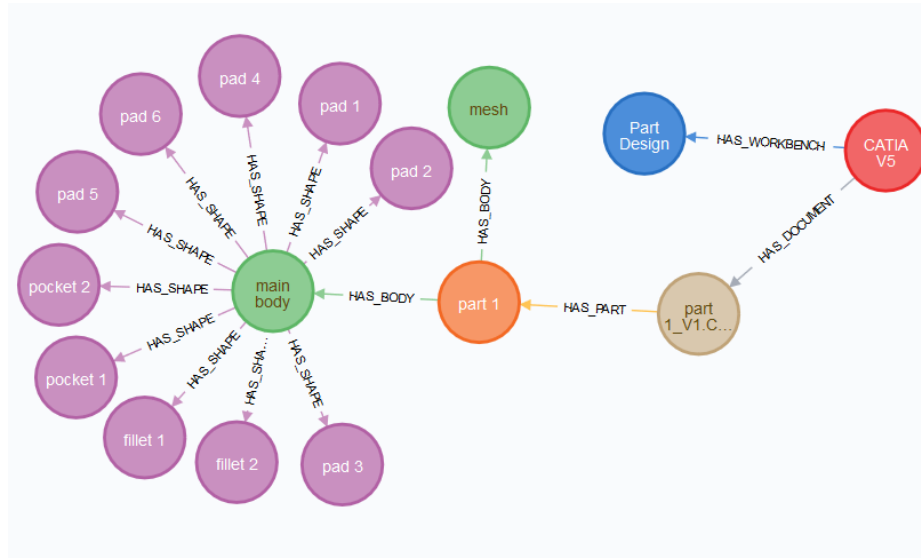 pad 4
pad 1
pad 6
mesh
Part
Design
HAS_WORKBENCH
CATIA
V5
pad 2
HAS_SHAPE
HAS_SHAPE
HAS_SHAPE
HAS_SHAPE
pad 5
HAS_SHAPE
HAS_BODY
HAS_DOCUMENT
pocket 2
HAS_SHAPE
main
body
HAS_BODY
part 1
HAS_PART
part
1_V1.C...
pocket 1
HAS_SHAPE
HAS_SHAPE
HAS_SHA...
HAS_SHAPE
fillet 1
fillet 2
pad 3